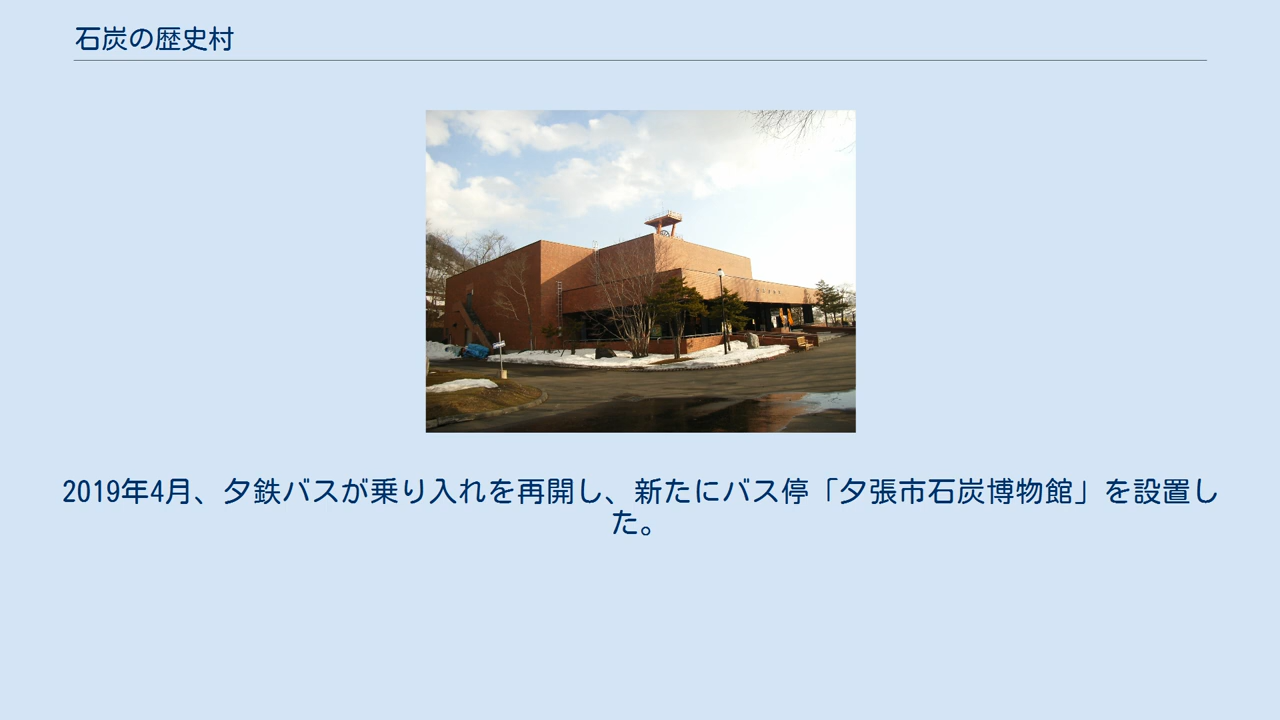 石炭の歴史村
2019年4月、夕鉄バスが乗り入れを再開し、新たにバス停「夕張市石炭博物館」を設置し
た。